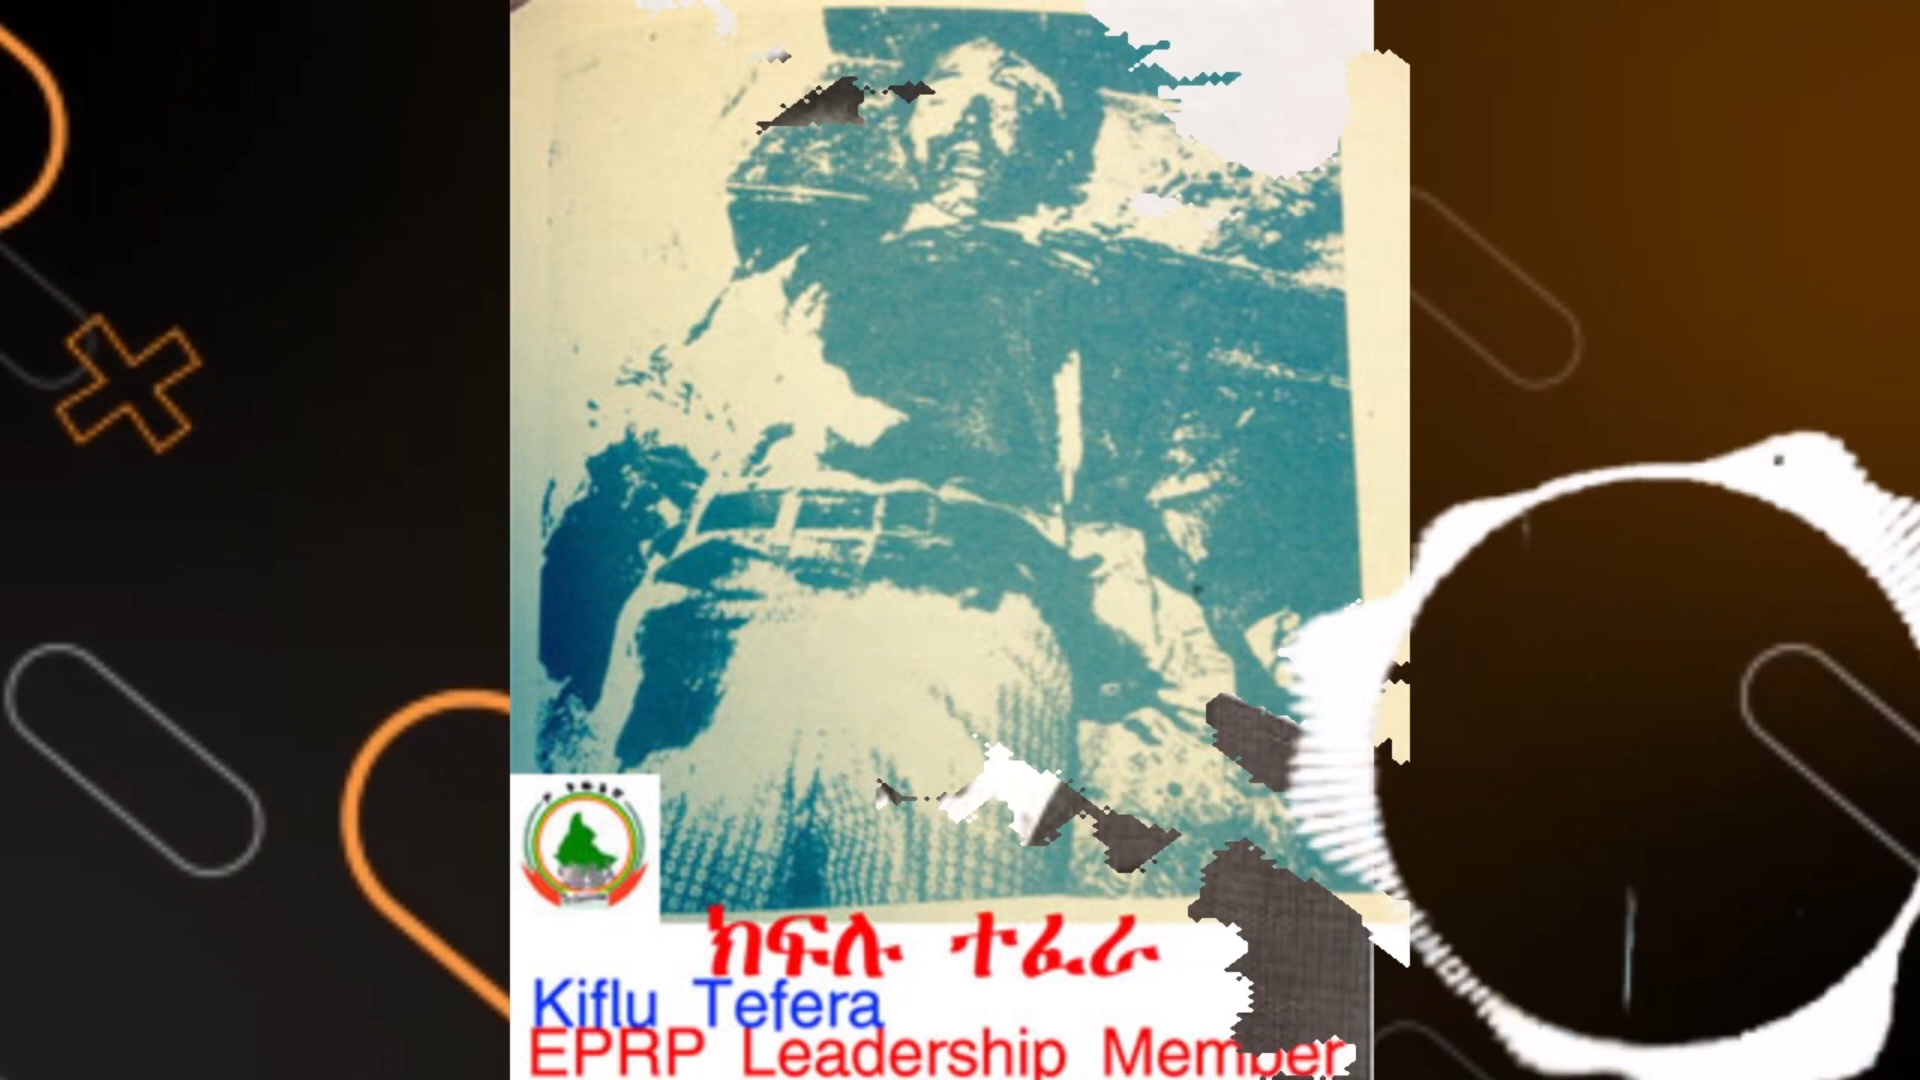 ክፍሉ ተፈራ
Kiflu Tefera
EPRP Leadership Member